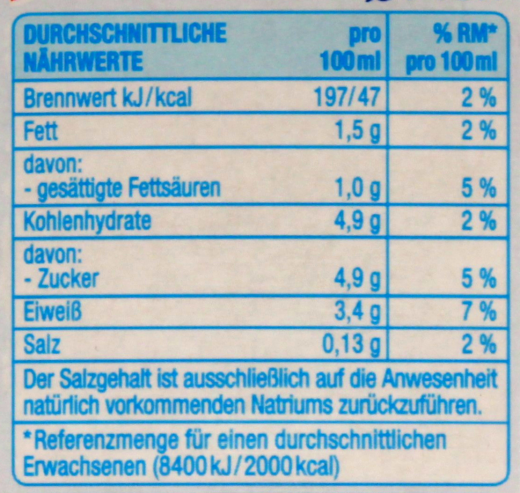 DURCHSCHNITTLICHE NÄHRWERTE pro 100 ml % RM* pro 100 ml
Brennwert kJ/kcal 197/47 2 %
Fett 1,5 g 2 %
davon:
- gesättigte Fettsäuren 1,0 g 5 %
Kohlenhydrate 4,9 g 2 %
davon:
- Zucker 4,9 g 5 %
Eiweiß 3,4 g 7 %
Salz 0,13 g 2 %
Der Salzgehalt ist ausschließlich auf die Anwesenheit
natürlich vorkommenden Natriums zurückzuführen.
*Referenzmenge für einen durchschnittlichen
Erwachsenen (8400 kJ/2000 kcal)